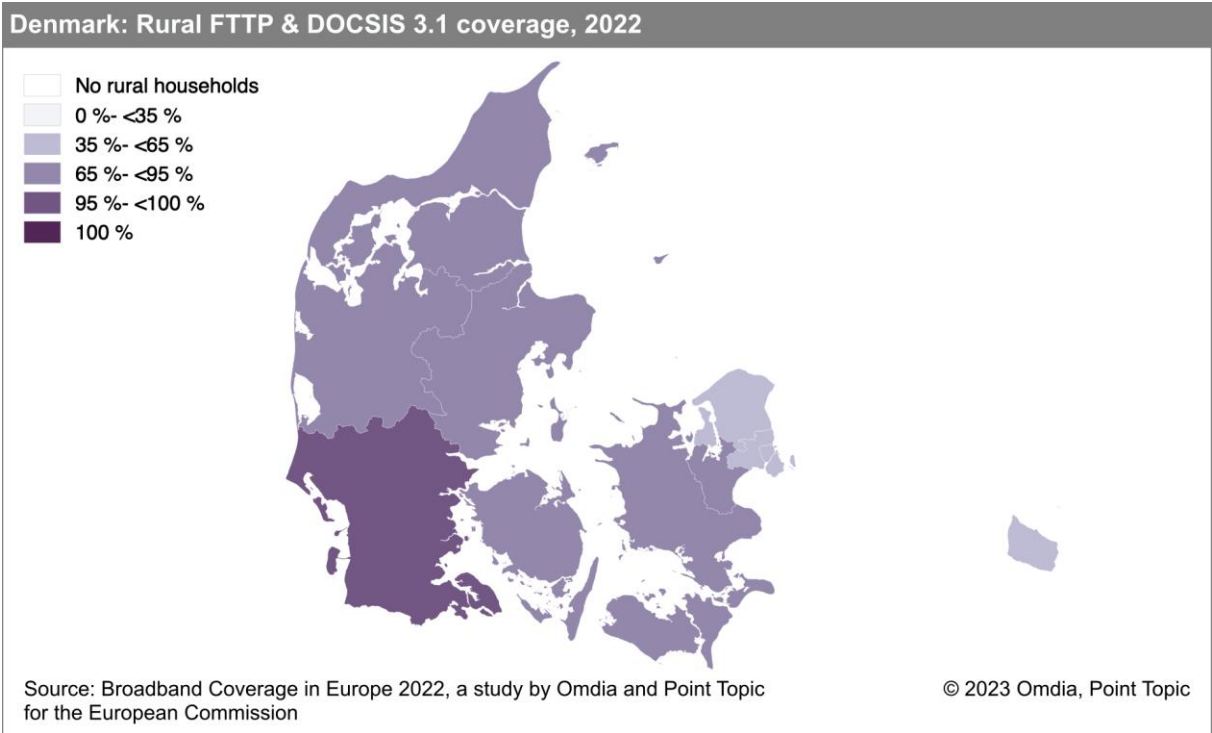 Denmark: Rural FTTP & DOCSIS 3.1 coverage, 2022
No rural households
0 %- <35 %
35 %- <65 %
65 %- <95 %
95 %- <100 %
100 %
Source: Broadband Coverage in Europe 2022, a study by Omdia and Point Topic
for the European Commission
© 2023 Omdia, Point Topic